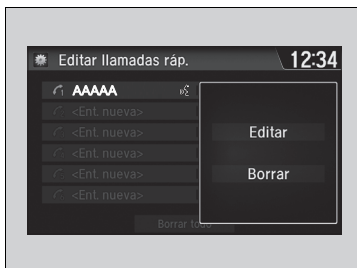 Editar llamadas ráp.
12:34
AAAAA
<Ent. nueva>
<Ent. nueva>
<Ent. nueva>
<Ent. nueva>
<Ent. nueva>
Editar
Borrar
Borrar todo